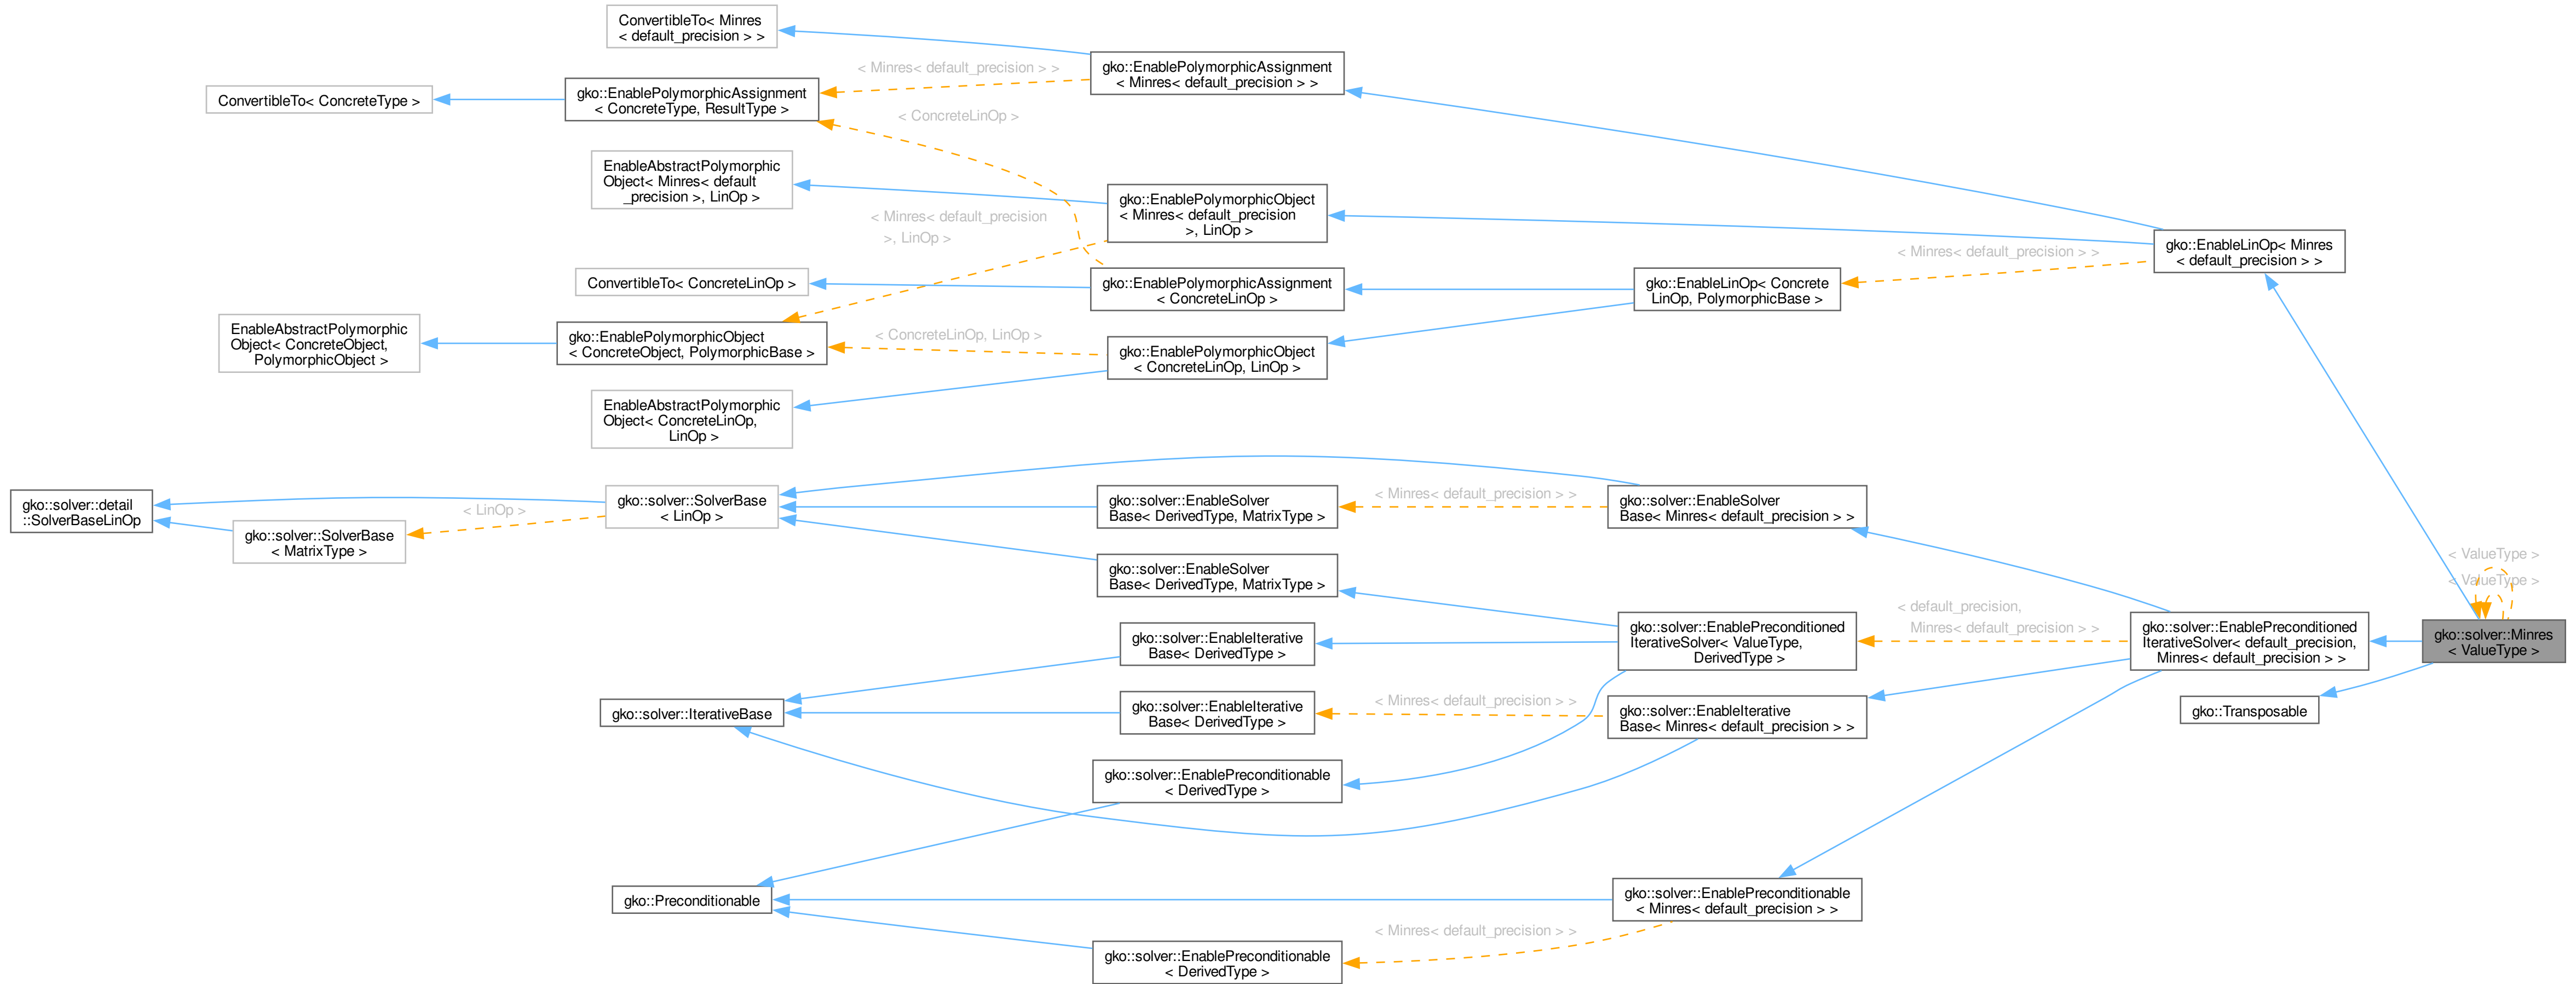 ConvertibleTo< Minres
< default_precision > >
gko::EnablePolymorphicAssignment
< Minres< default_precision > >
< Minres< default_precision > >
ConvertibleTo< ConcreteType >
gko::EnablePolymorphicAssignment
< ConcreteType, ResultType >
< ConcreteLinOp >
EnableAbstractPolymorphic
Object< Minres< default
_precision >, LinOp >
gko::EnablePolymorphicObject
< Minres< default_precision
>, LinOp >
< Minres< default_precision
>, LinOp >
gko::EnableLinOp< Minres
< default_precision > >
< Minres< default_precision > >
ConvertibleTo< ConcreteLinOp >
gko::EnablePolymorphicAssignment
< ConcreteLinOp >
gko::EnableLinOp< Concrete
LinOp, PolymorphicBase >
EnableAbstractPolymorphic
Object< ConcreteObject,
PolymorphicObject >
gko::EnablePolymorphicObject
< ConcreteObject, PolymorphicBase >
< ConcreteLinOp, LinOp >
gko::EnablePolymorphicObject
< ConcreteLinOp, LinOp >
EnableAbstractPolymorphic
Object< ConcreteLinOp,
LinOp >
gko::solver::detail
::SolverBaseLinOp
gko::solver::SolverBase
< MatrixType >
< LinOp >
gko::solver::SolverBase
< LinOp >
gko::solver::EnableSolver
Base< DerivedType, MatrixType >
< Minres< default_precision > >
gko::solver::EnableSolver
Base< Minres< default_precision > >
gko::solver::EnableSolver
Base< DerivedType, MatrixType >
< ValueType >
< ValueType >
gko::solver::EnableIterative
Base< DerivedType >
gko::solver::EnablePreconditioned
IterativeSolver< ValueType,
DerivedType >
< default_precision,
Minres< default_precision > >
gko::solver::EnablePreconditioned
IterativeSolver< default_precision,
Minres< default_precision > >
gko::solver::Minres
< ValueType >
gko::solver::IterativeBase
gko::solver::EnableIterative
Base< DerivedType >
< Minres< default_precision > >
gko::solver::EnableIterative
Base< Minres< default_precision > >
gko::Transposable
gko::solver::EnablePreconditionable
< DerivedType >
gko::Preconditionable
gko::solver::EnablePreconditionable
< Minres< default_precision > >
< Minres< default_precision > >
gko::solver::EnablePreconditionable
< DerivedType >